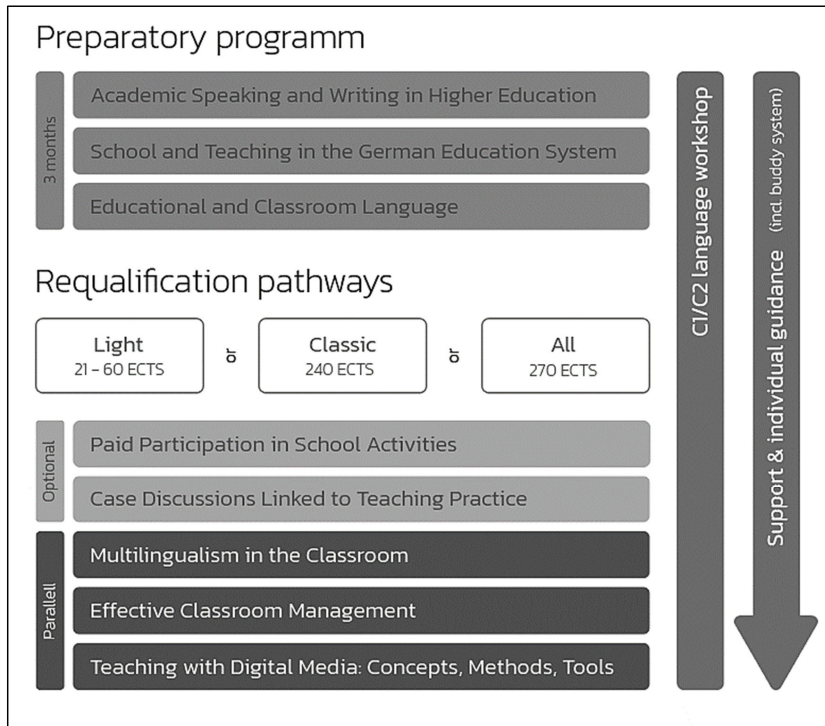 Preparatory programm
3 months
Academic Speaking and Writing in Higher Education
School and Teaching in the German Education System
Educational and Classroom Language
Requalification pathways
Light
21 – 60 ECTS
or
Classic
240 ECTS
or
All
270 ECTS
Optional
Paid Participation in School Activities
Case Discussions Linked to Teaching Practice
Parallell
Multilingualism in the Classroom
Effective Classroom Management
Teaching with Digital Media: Concepts, Methods, Tools
C1/C2 language workshop
Support & individual guidance (incl. buddy system)